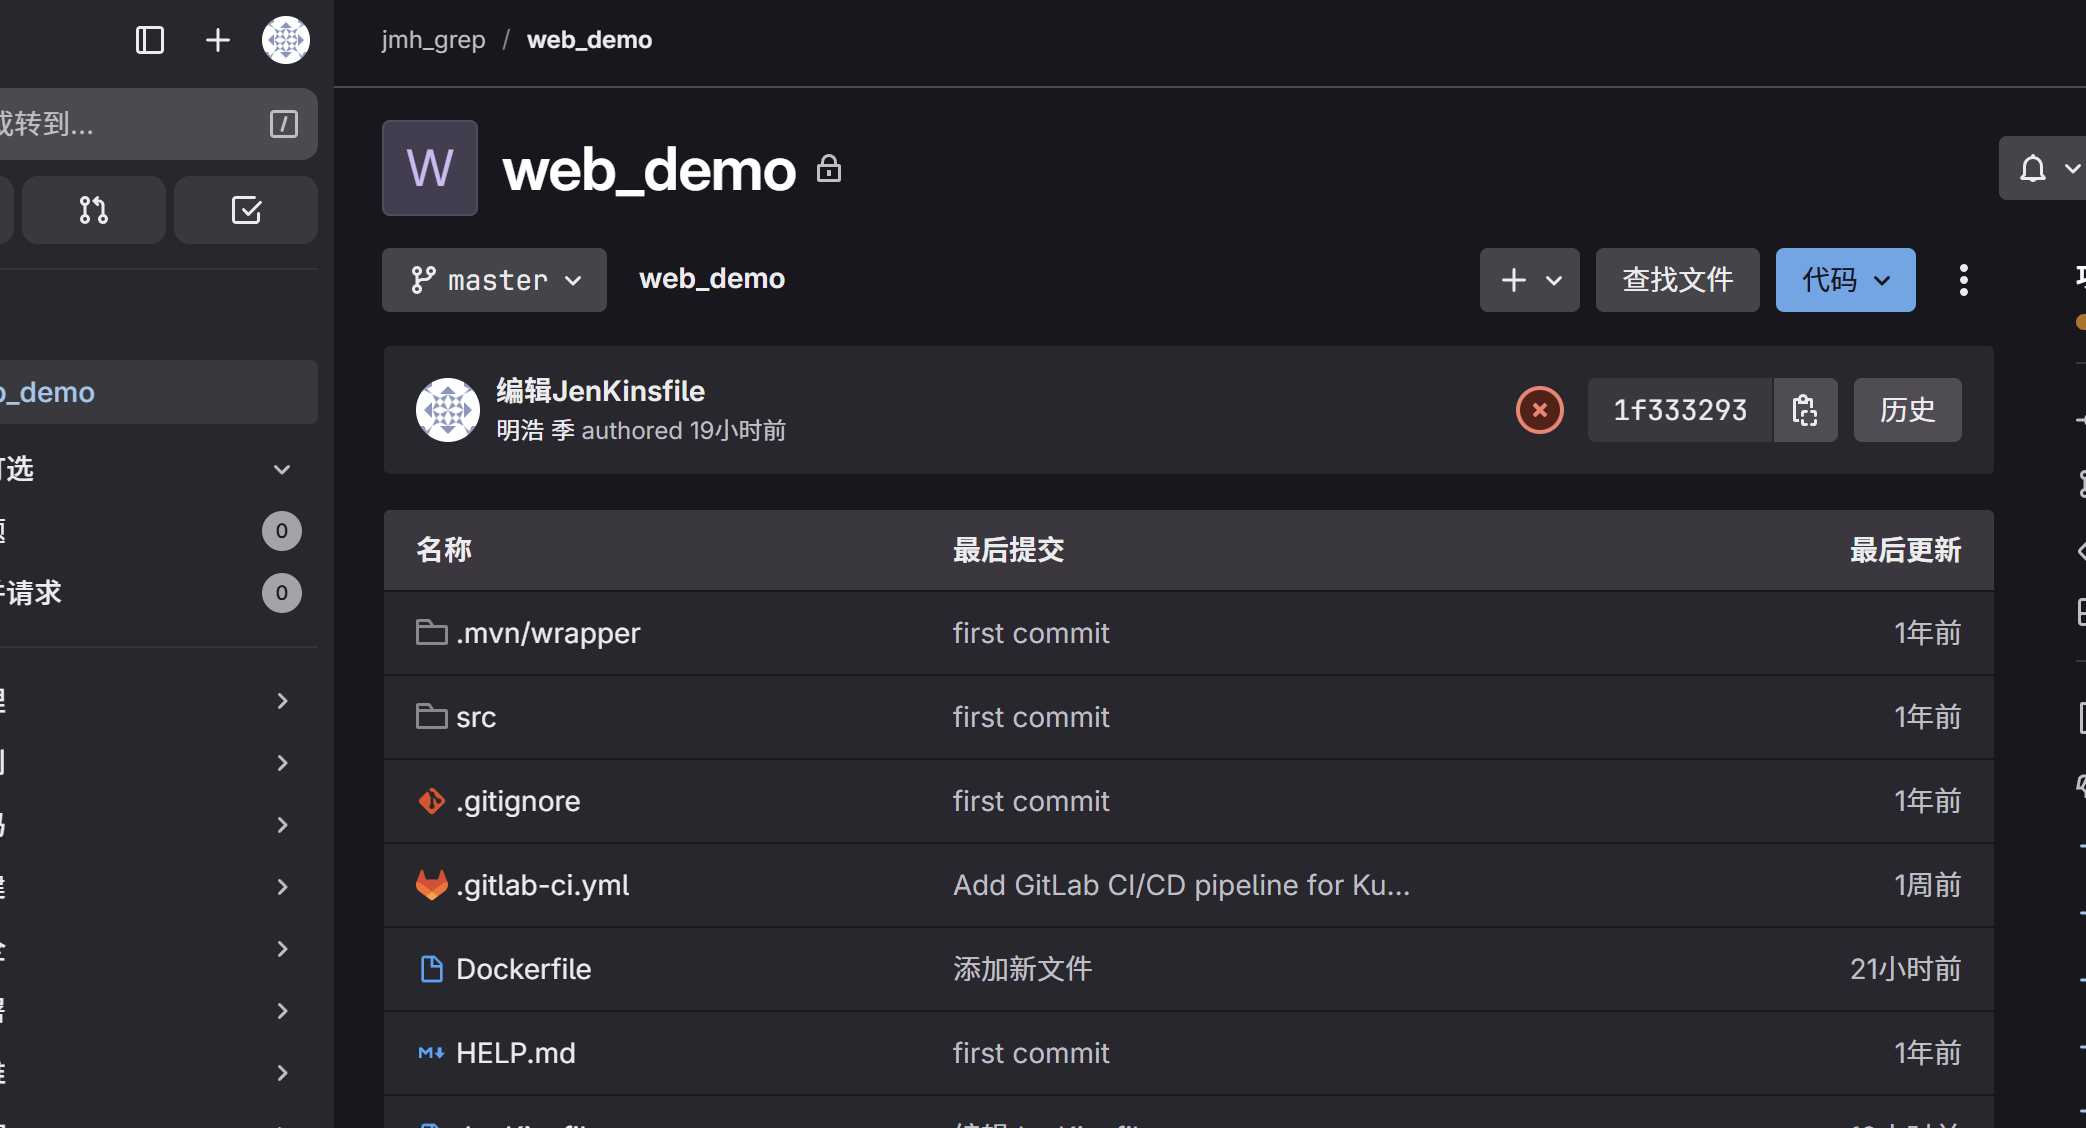 jmh_grep / web_demo
转到...
W
web_demo
master
web_demo
查找文件
代码
b_demo
编辑JenKinsfile
明浩 季 authored 19小时前
1f333293
历史
选
0
请求
0
名称
最后提交
最后更新
.mvn/wrapper
first commit
1年前
src
first commit
1年前
.gitignore
first commit
1年前
.gitlab-ci.yml
Add GitLab CI/CD pipeline for Ku...
1周前
Dockerfile
添加新文件
21小时前
HELP.md
first commit
1年前